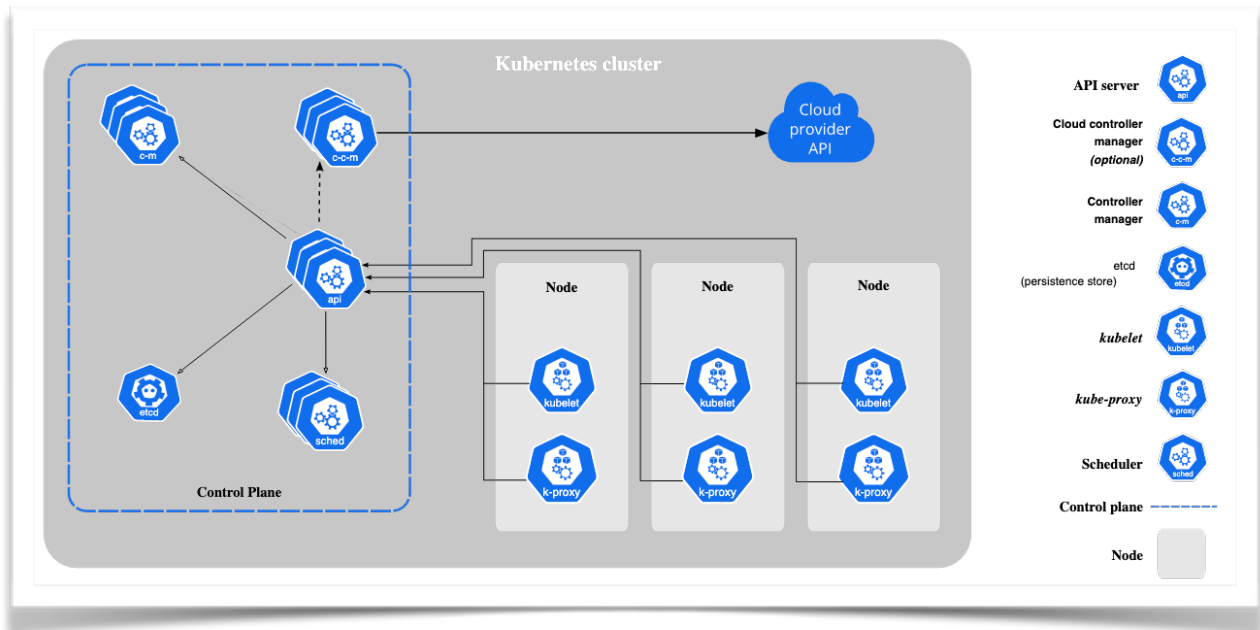 Kubernetes cluster
c-m
c-c-m
Cloud
provider
API
api
etcd
sched
Control Plane
Node
kubelet
k-proxy
Node
kubelet
k-proxy
Node
kubelet
k-proxy
API server
api
Cloud controller
manager
(optional)
c-c-m
Controller
manager
c-m
etcd
(persistence store)
etcd
kubelet
kubelet
kube-proxy
k-proxy
Scheduler
sched
Control plane
Node